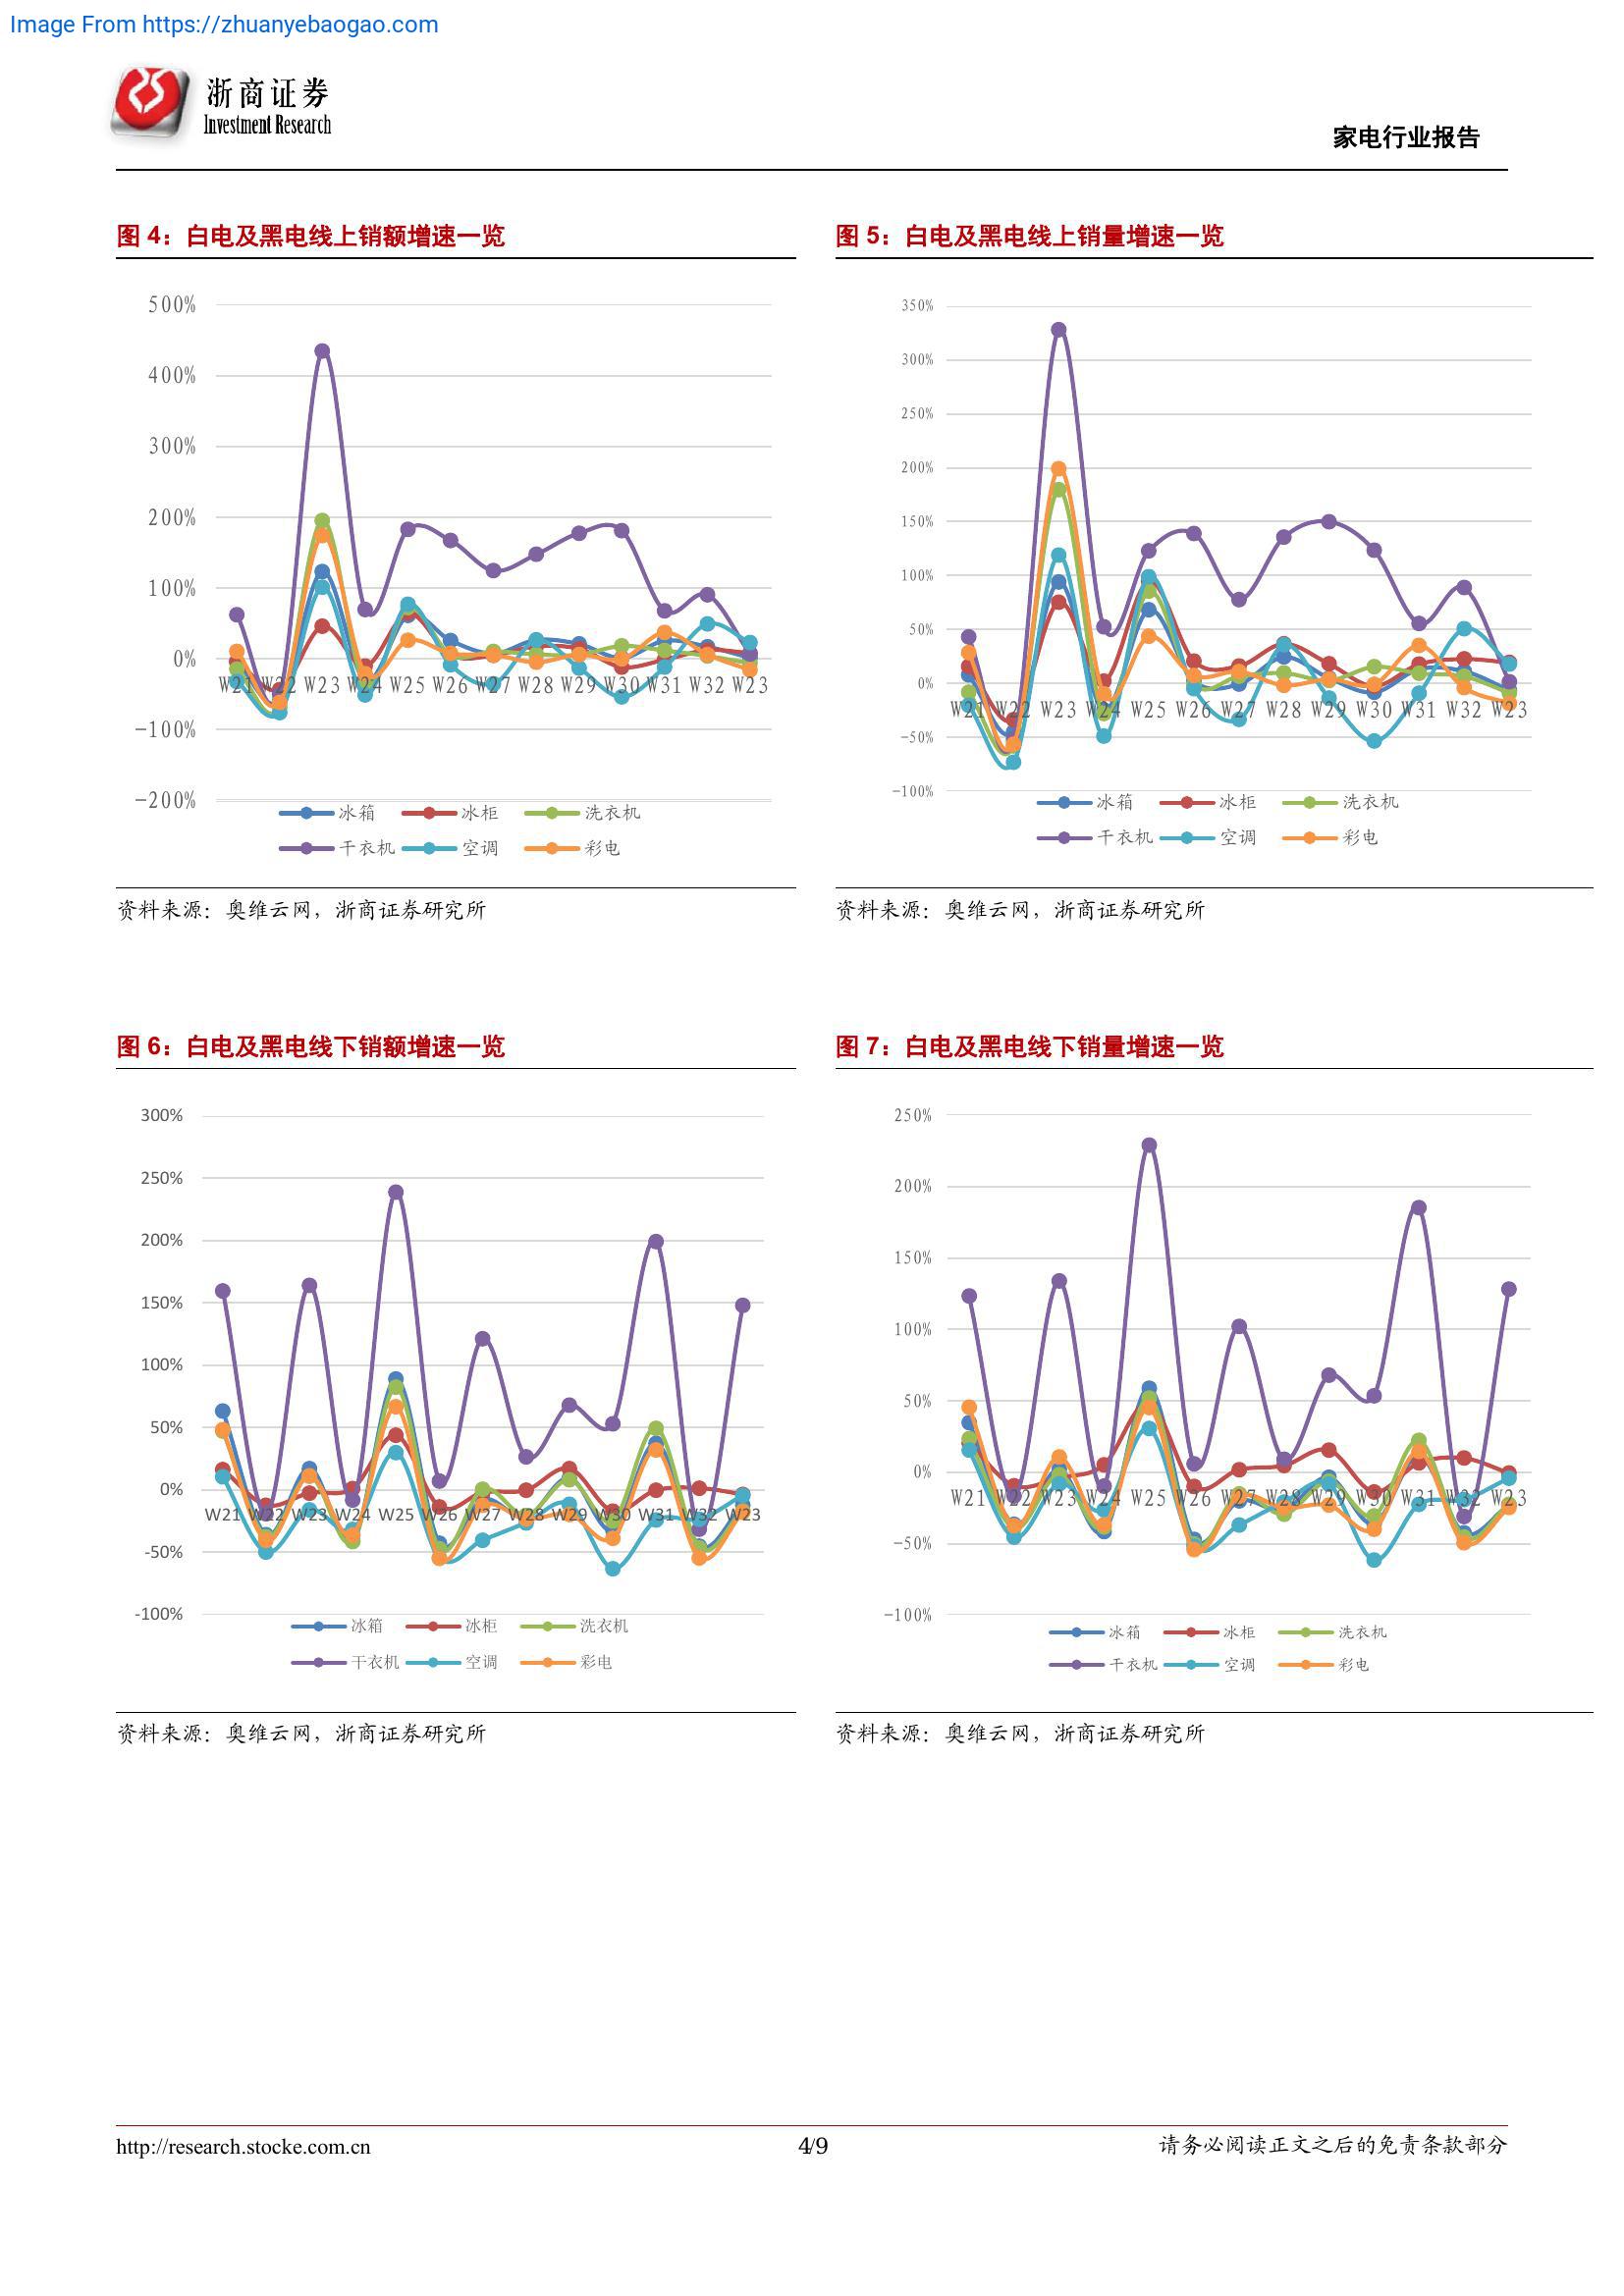 Image From https://zhuanyebaogao.com
浙商证券
Investment Research
家电行业报告
图 4：白电及黑电线上销额增速一览
500%
400%
300%
200%
100%
0%
-100%
-200%
W21 W22 W23 W24 W25 W26 W27 W28 W29 W30 W31 W32 W23
冰箱 冰柜 洗衣机
干衣机 空调 彩电
资料来源：奥维云网，浙商证券研究所
图 5：白电及黑电线上销量增速一览
350%
300%
250%
200%
150%
100%
50%
0%
-50%
-100%
W21 W22 W23 W24 W25 W26 W27 W28 W29 W30 W31 W32 W23
冰箱 冰柜 洗衣机
干衣机 空调 彩电
资料来源：奥维云网，浙商证券研究所
图 6：白电及黑电线下销额增速一览
300%
250%
200%
150%
100%
50%
0%
-50%
-100%
W21 W22 W23 W24 W25 W26 W27 W28 W29 W30 W31 W32 W23
冰箱 冰柜 洗衣机
干衣机 空调 彩电
资料来源：奥维云网，浙商证券研究所
图 7：白电及黑电线下销量增速一览
250%
200%
150%
100%
50%
0%
-50%
-100%
W21 W22 W23 W24 W25 W26 W27 W28 W29 W30 W31 W32 W23
冰箱 冰柜 洗衣机
干衣机 空调 彩电
资料来源：奥维云网，浙商证券研究所
http://research.stocke.com.cn
4/9
请务必阅读正文之后的免责条款部分